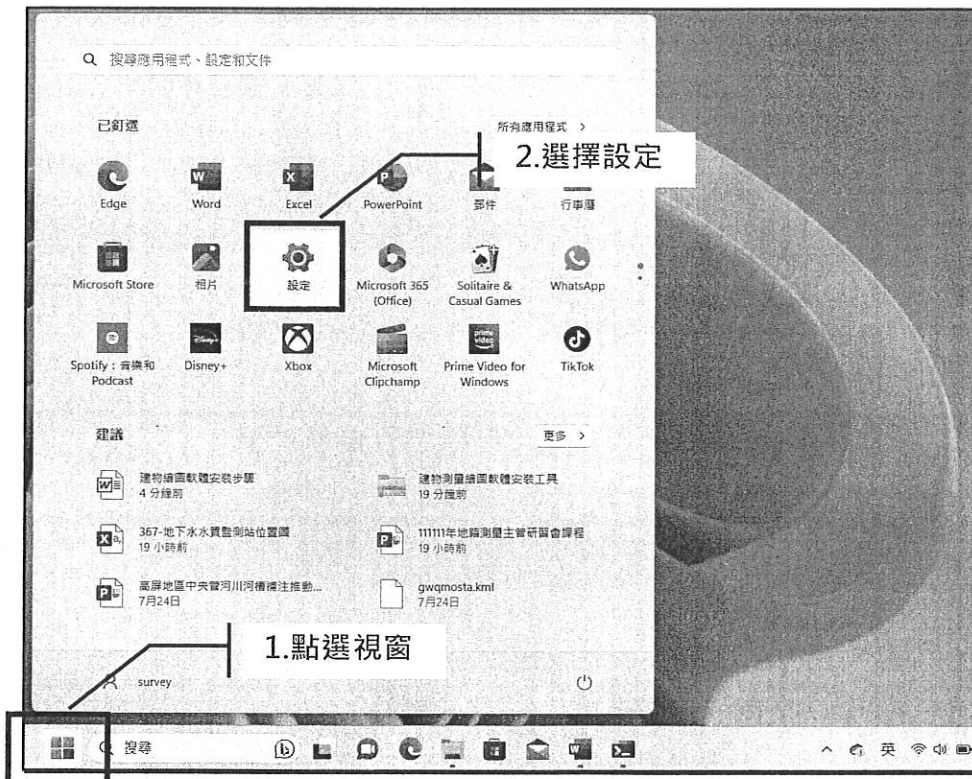 搜尋應用程式、設定和文件
已釘選
所有應用程式 >
2.選擇設定
Edge
Word
Excel
PowerPoint
郵件
行事曆
Microsoft Store
相片
設定
Microsoft 365
(Office)
Solitaire &
Casual Games
WhatsApp
Spotify：音樂和
Podcast
Disney+
Xbox
Microsoft
Clipchamp
Prime Video for
Windows
TikTok
建議
更多 >
建物繪圖軟體安裝步驟
4 分鐘前
建物測量繪圖軟體安裝工具
19 分鐘前
367-地下水水質監測站位置圖
19 小時前
111111年地籍測量主管研習會課程
19 小時前
高屏地區中央管河川河槽補注推動...
7月24日
gwqmosta.kml
7月24日
1.點選視窗
survey
搜尋
英